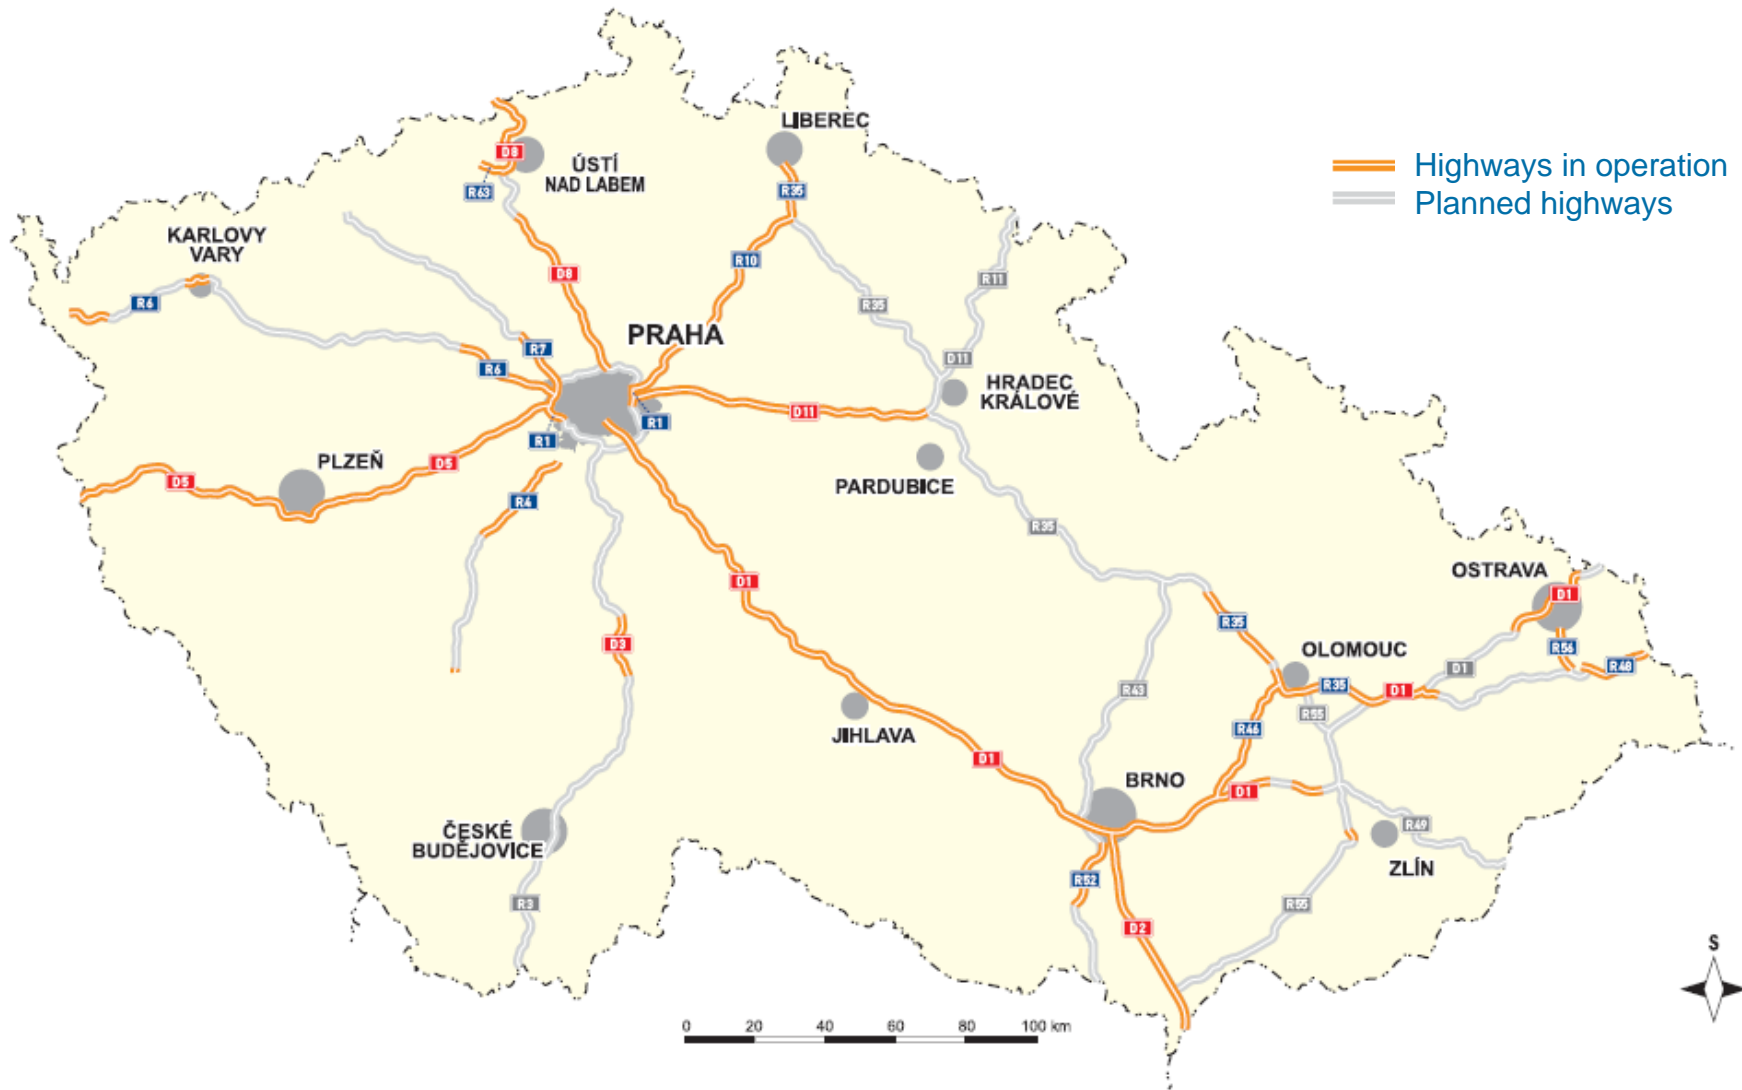 LIBEREC
D8
ÚSTÍ
NAD LABEM
R63
R35
Highways in operation
Planned highways
KARLOVY
VARY
R10
D8
R11
R6
R35
PRAHA
R7
R6
D11
HRADEC
KRÁLOVÉ
D11
R1
R1
PLZEŇ
D5
D5
PARDUBICE
R4
R35
OSTRAVA
D1
D1
R35
D3
R56
OLOMOUC
R48
D1
R35
D1
R43
R55
R46
JIHLAVA
D1
BRNO
D1
ČESKÉ
BUDĚJOVICE
R49
ZLÍN
R52
R3
R55
D2
S
0 20 40 60 80 100 km